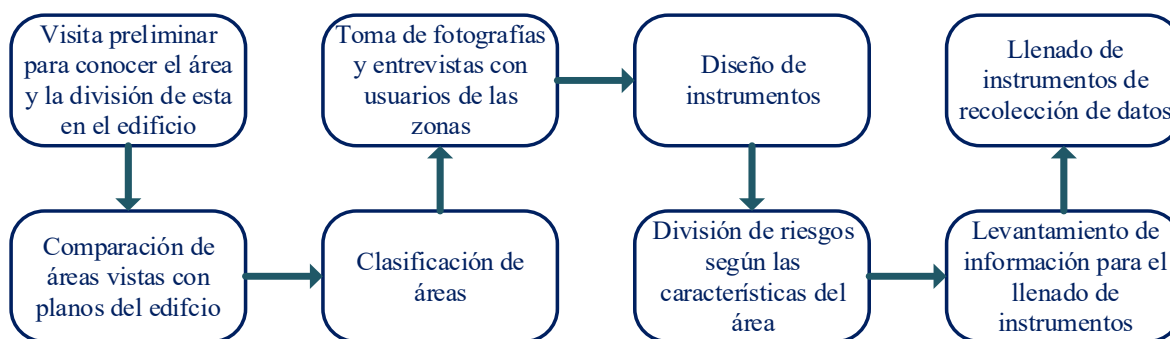 Visita preliminar
para conocer el área
y la división de esta
en el edificio
Comparación de
áreas vistas con
planos del edifcio
Clasificación de
áreas
Toma de fotografías
y entrevistas con
usuarios de las
zonas
Diseño de
instrumentos
División de riesgos
según las
características del
área
Levantamiento de
información para el
llenado de
instrumentos
Llenado de
instrumentos de
recolección de datos